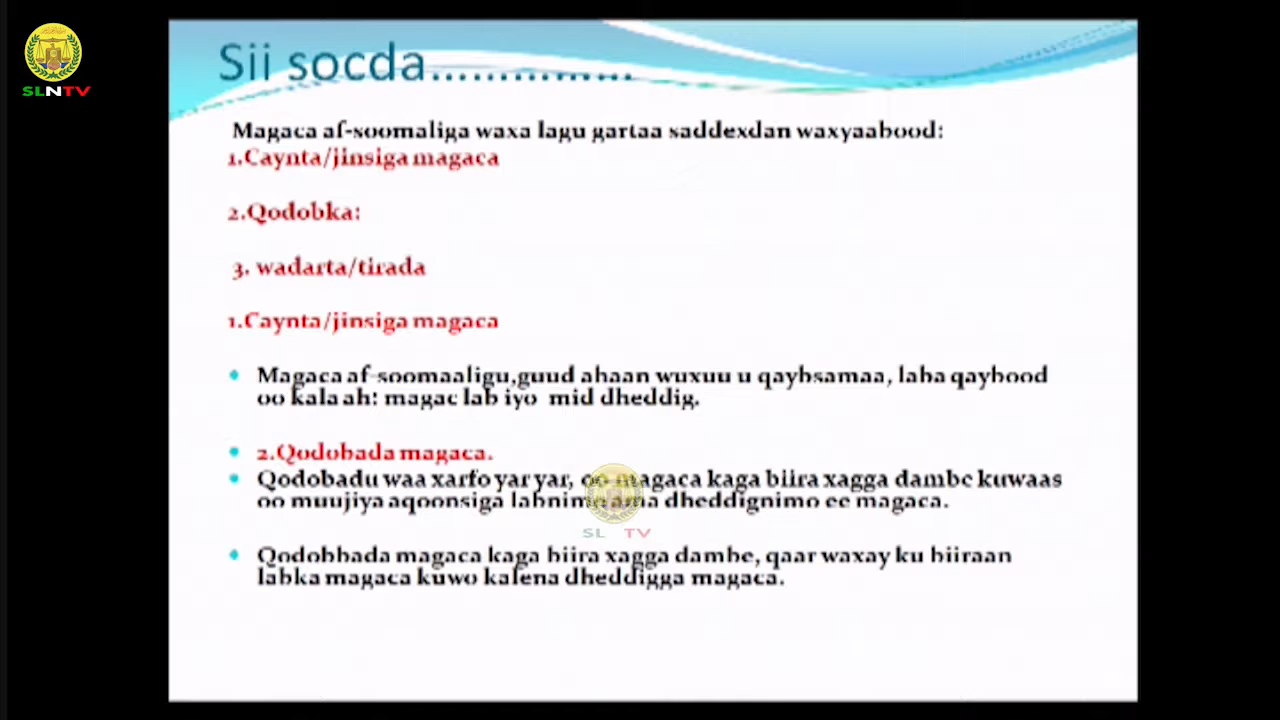 SLNTV
Sii socda...............
Magaca af-soomaliga waxa lagu gartaa saddexdan waxyaabood:
1.Caynta/jinsiga magaca
2.Qodobka:
3. wadarta/tirada
1.Caynta/jinsiga magaca
• Magaca af-soomaaligu,guud ahaan wuxuu u qaybsamaa, laba qaybood
oo kala ah: magac lab iyo mid dheddig.
• 2.Qodobada magaca.
• Qodobadu waa xarfo yar yar, oo magaca kaga biira xagga dambe kuwaas
oo muujiya aqoonsiga labnimo ama dheddignimo ee magaca.
SL TV
• Qodobbada magaca kaga biira xagga dambe, qaar waxay ku biiraan
labka magaca kuwo kalena dheddigga magaca.